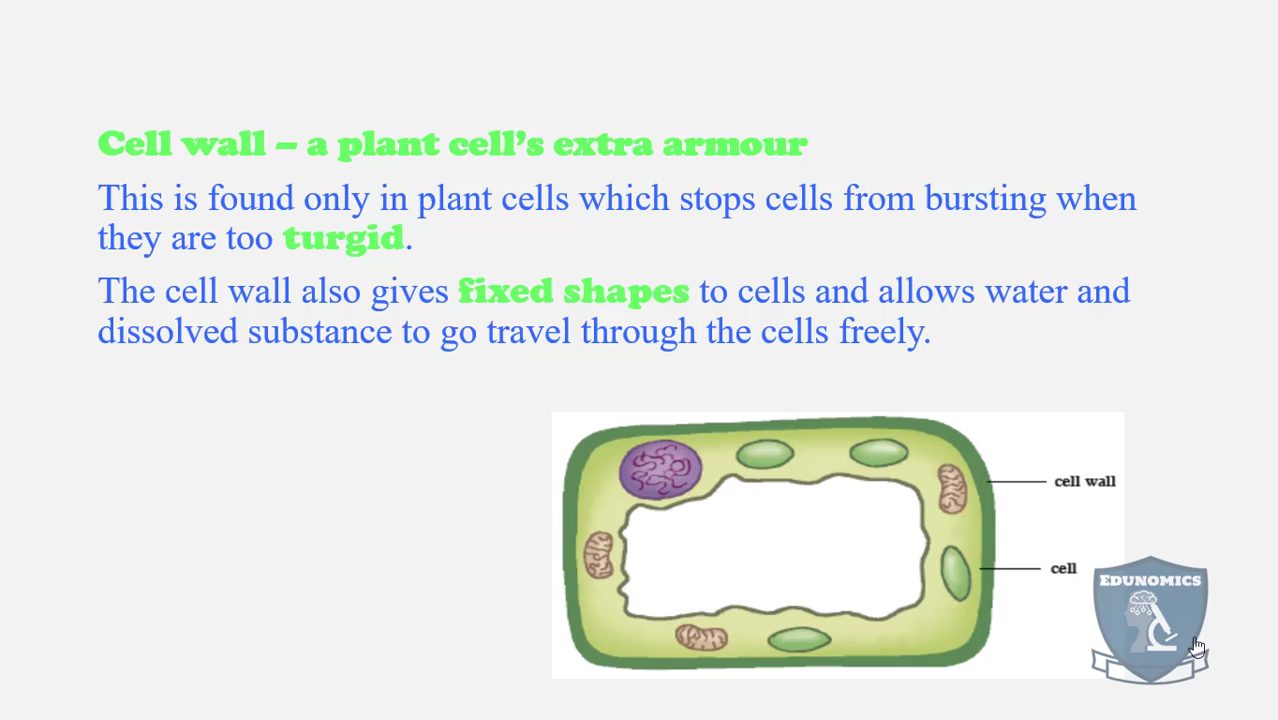 Cell wall – a plant cell’s extra armour
This is found only in plant cells which stops cells from bursting when
they are too turgid.
The cell wall also gives fixed shapes to cells and allows water and
dissolved substance to go travel through the cells freely.
cell wall
cell
EDUNOMICS